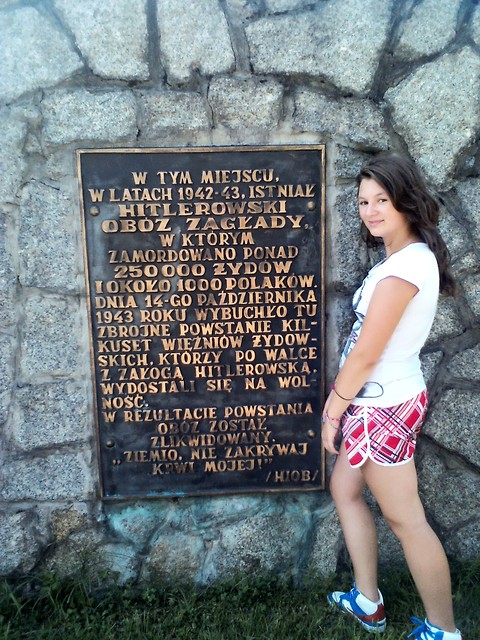 W TYM MIEJSCU,
W LATACH 1942-43, ISTNIAŁ
HITLEROWSKI
OBÓZ ZAGŁADY,
W KTÓRYM
ZAMORDOWANO PONAD
250000 ŻYDÓW
I OKOŁO 1000 POLAKÓW.
DNIA 14-GO PAŹDZIERNIKA
1943 ROKU WYBUCHŁO TU
ZBROJNE POWSTANIE KIL-
KUSET WIĘŹNIÓW ŻYDOW-
SKICH, KTÓRZY PO WALCE
Z ZAŁOGĄ HITLEROWSKĄ,
WYDOSTALI SIĘ NA WOL-
NOŚĆ.
W REZULTACIE POWSTANIA
OBÓZ ZOSTAŁ
ZLIKWIDOWANY.
„ZIEMIO, NIE ZAKRYWAJ
KRWI MOJEJ!”
/HIOB/